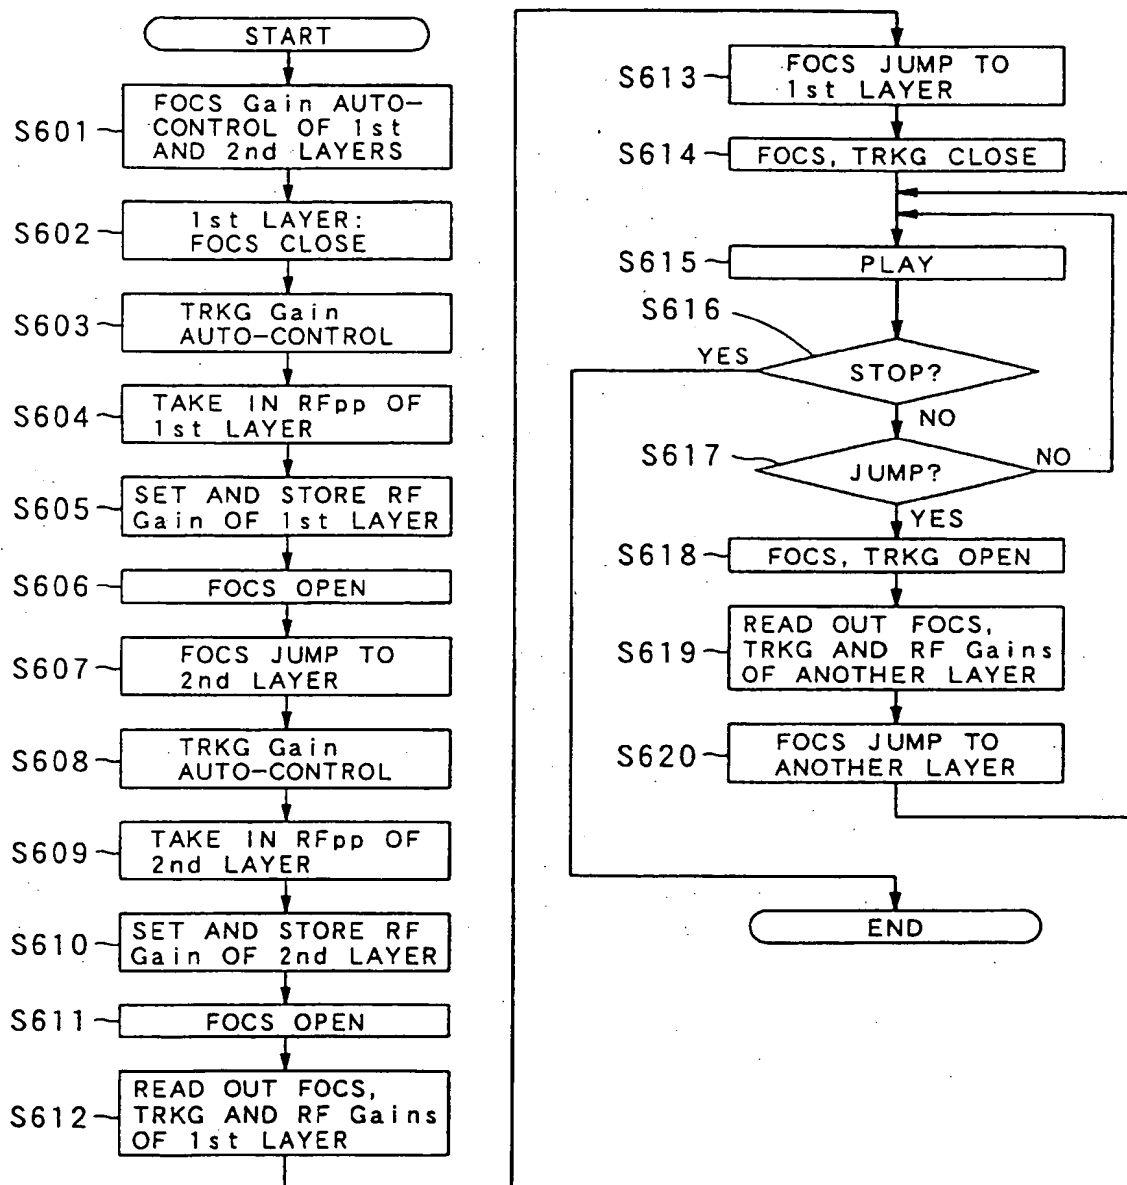 START
S601
FOCS Gain AUTO-
CONTROL OF 1st
AND 2nd LAYERS
S602
1st LAYER:
FOCS CLOSE
S603
TRKG Gain
AUTO-CONTROL
S604
TAKE IN RFpp OF
1st LAYER
S605
SET AND STORE RF
Gain OF 1st LAYER
S606
FOCS OPEN
S607
FOCS JUMP TO
2nd LAYER
S608
TRKG Gain
AUTO-CONTROL
S609
TAKE IN RFpp OF
2nd LAYER
S610
SET AND STORE RF
Gain OF 2nd LAYER
S611
FOCS OPEN
S612
READ OUT FOCS,
TRKG AND RF Gains
OF 1st LAYER
S613
FOCS JUMP TO
1st LAYER
S614
FOCS, TRKG CLOSE
S615
PLAY
S616
YES
STOP?
NO
S617
JUMP?
NO
YES
S618
FOCS, TRKG OPEN
S619
READ OUT FOCS,
TRKG AND RF Gains
OF ANOTHER LAYER
S620
FOCS JUMP TO
ANOTHER LAYER
END